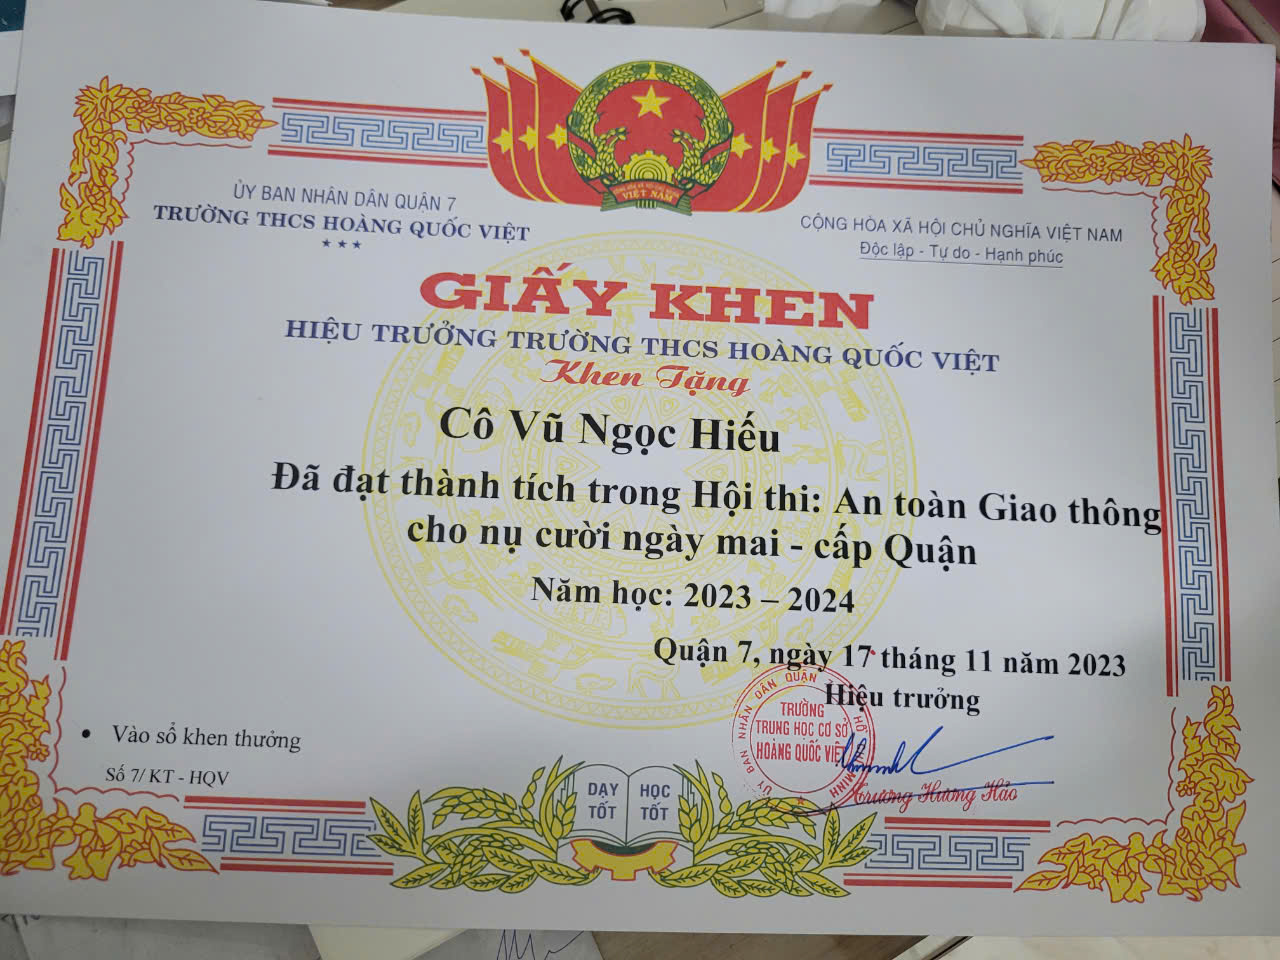 ỦY BAN NHÂN DÂN QUẬN 7
TRƯỜNG THCS HOÀNG QUỐC VIỆT
CỘNG HÒA XÃ HỘI CHỦ NGHĨA VIỆT NAM
Độc lập - Tự do - Hạnh phúc
VIỆT NAM
GIẤY KHEN
HIỆU TRƯỞNG TRƯỜNG THCS HOÀNG QUỐC VIỆT
Khen Tặng
Cô Vũ Ngọc Hiếu
Đã đạt thành tích trong Hội thi: An toàn Giao thông
cho nụ cười ngày mai - cấp Quận
Năm học: 2023 – 2024
Quận 7, ngày 17 tháng 11 năm 2023
Hiệu trưởng
ỦY BAN NHÂN DÂN QUẬN
TRƯỜNG
TRUNG HỌC CƠ SỞ
HOÀNG QUỐC VIỆT
Trương Hương Hảo
• Vào sổ khen thưởng
Số 7/ KT - HQV
DẠY TỐT
HỌC TỐT